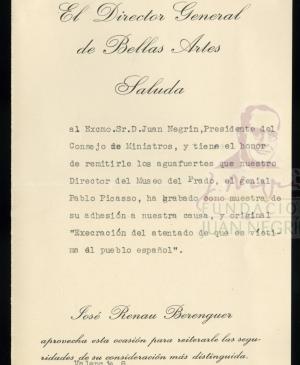 El Director General
de Bellas Artes
Saluda
al Excmo.Sr.D.Juan Negrin,Presidente del
Consejo de Ministros, y tiene el honor
de remitirle los aguafuertes que nuestro
Director del Museo del Prado, el genial
Pablo Picasso, ha grabado como muestra de
su adhesión a nuestra causa, y original
"Execración del atentado de que es vícti-
ma el pueblo español".
FUNDACIÓN
JUAN NEGRÍN
José Renau Berenguer
aprovecha esta ocasión para reiterarle las segu-
ridades de su consideración más distinguida.